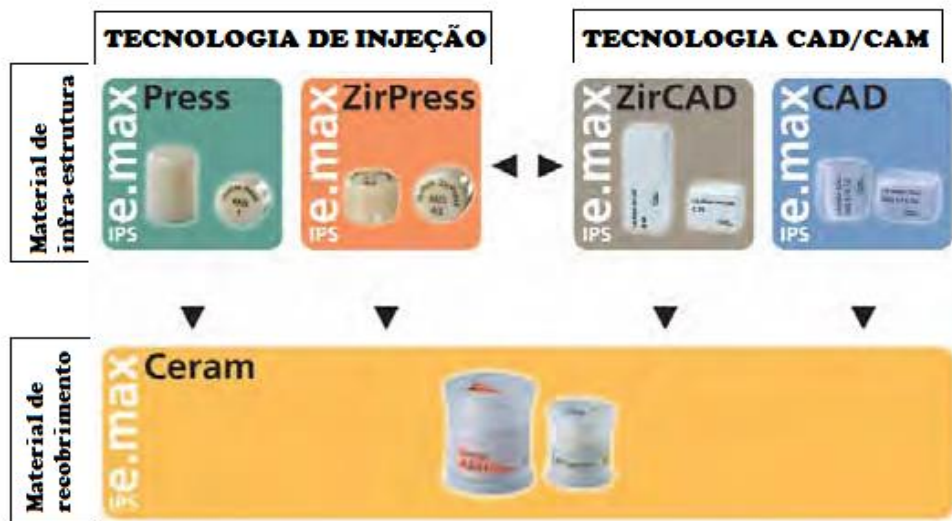 TECNOLOGIA DE INJEÇÃO
TECNOLOGIA CAD/CAM
Material de
infra-estrutura
IPS e.max Press
IPS e.max ZirPress
IPS e.max ZirCAD
IPS e.max CAD
Material de
recobrimento
IPS e.max Ceram